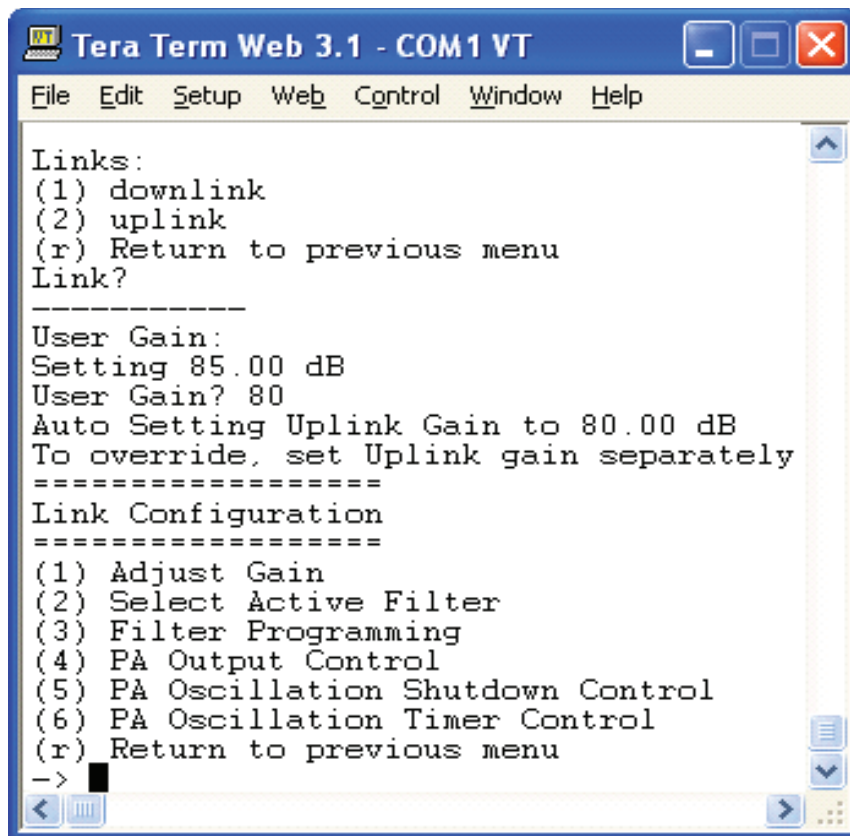 Tera Term Web 3.1 - COM1 VT
File Edit Setup Web Control Window Help
Links:
(1) downlink
(2) uplink
(r) Return to previous menu
Link?
-----------
User Gain:
Setting 85.00 dB
User Gain? 80
Auto Setting Uplink Gain to 80.00 dB
To override, set Uplink gain separately
==================
Link Configuration
==================
(1) Adjust Gain
(2) Select Active Filter
(3) Filter Programming
(4) PA Output Control
(5) PA Oscillation Shutdown Control
(6) PA Oscillation Timer Control
(r) Return to previous menu
->